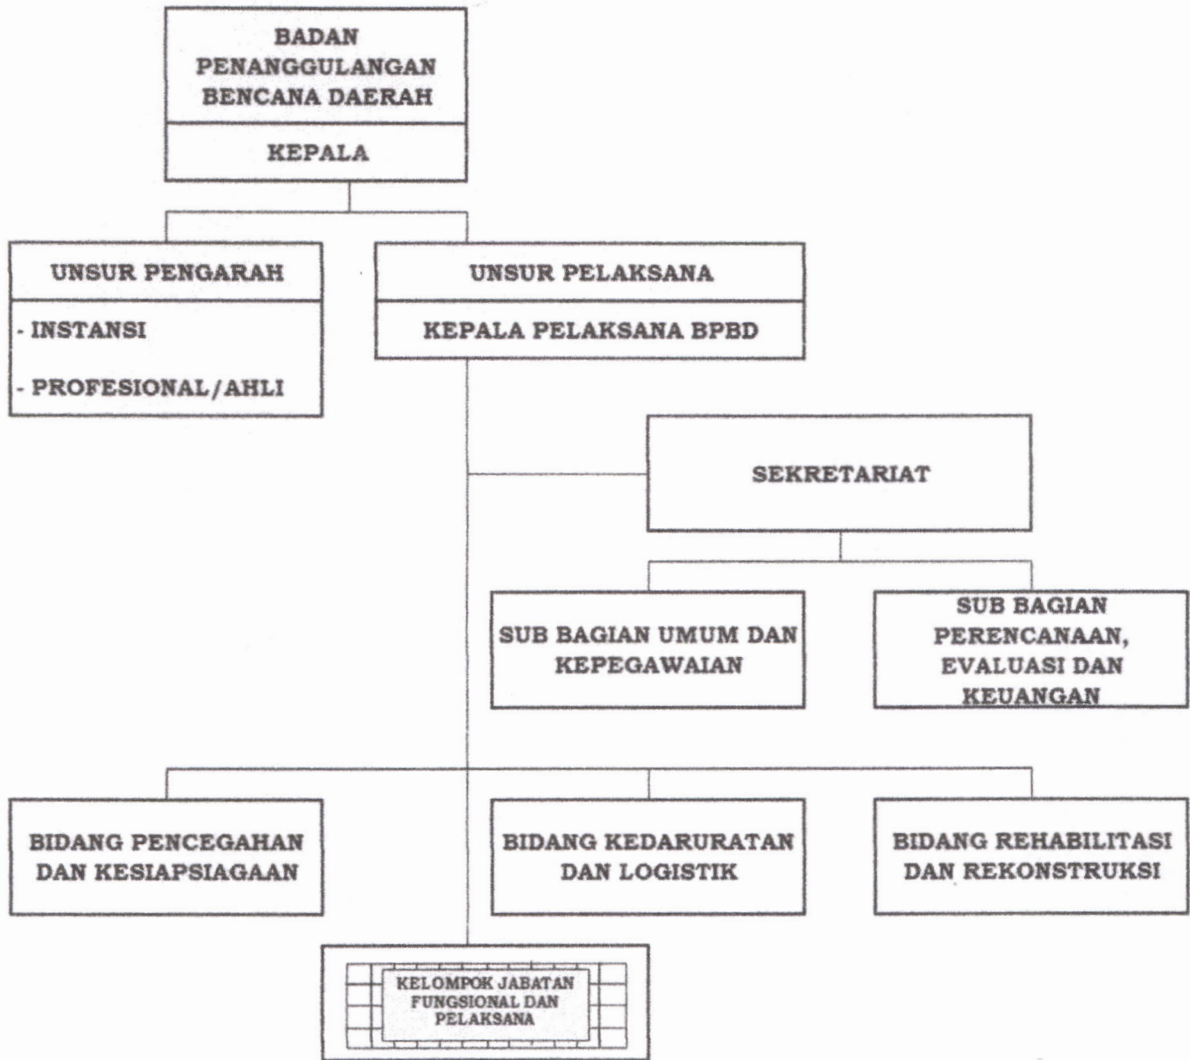 BADAN
PENANGGULANGAN
BENCANA DAERAH
KEPALA
UNSUR PENGARAH
- INSTANSI
- PROFESIONAL/AHLI
UNSUR PELAKSANA
KEPALA PELAKSANA BPBD
SEKRETARIAT
SUB BAGIAN UMUM DAN
KEPEGAWAIAN
SUB BAGIAN
PERENCANAAN,
EVALUASI DAN
KEUANGAN
BIDANG PENCEGAHAN
DAN KESIAPSIAGAAN
BIDANG KEDARURATAN
DAN LOGISTIK
BIDANG REHABILITASI
DAN REKONSTRUKSI
KELOMPOK JABATAN
FUNGSIONAL DAN
PELAKSANA